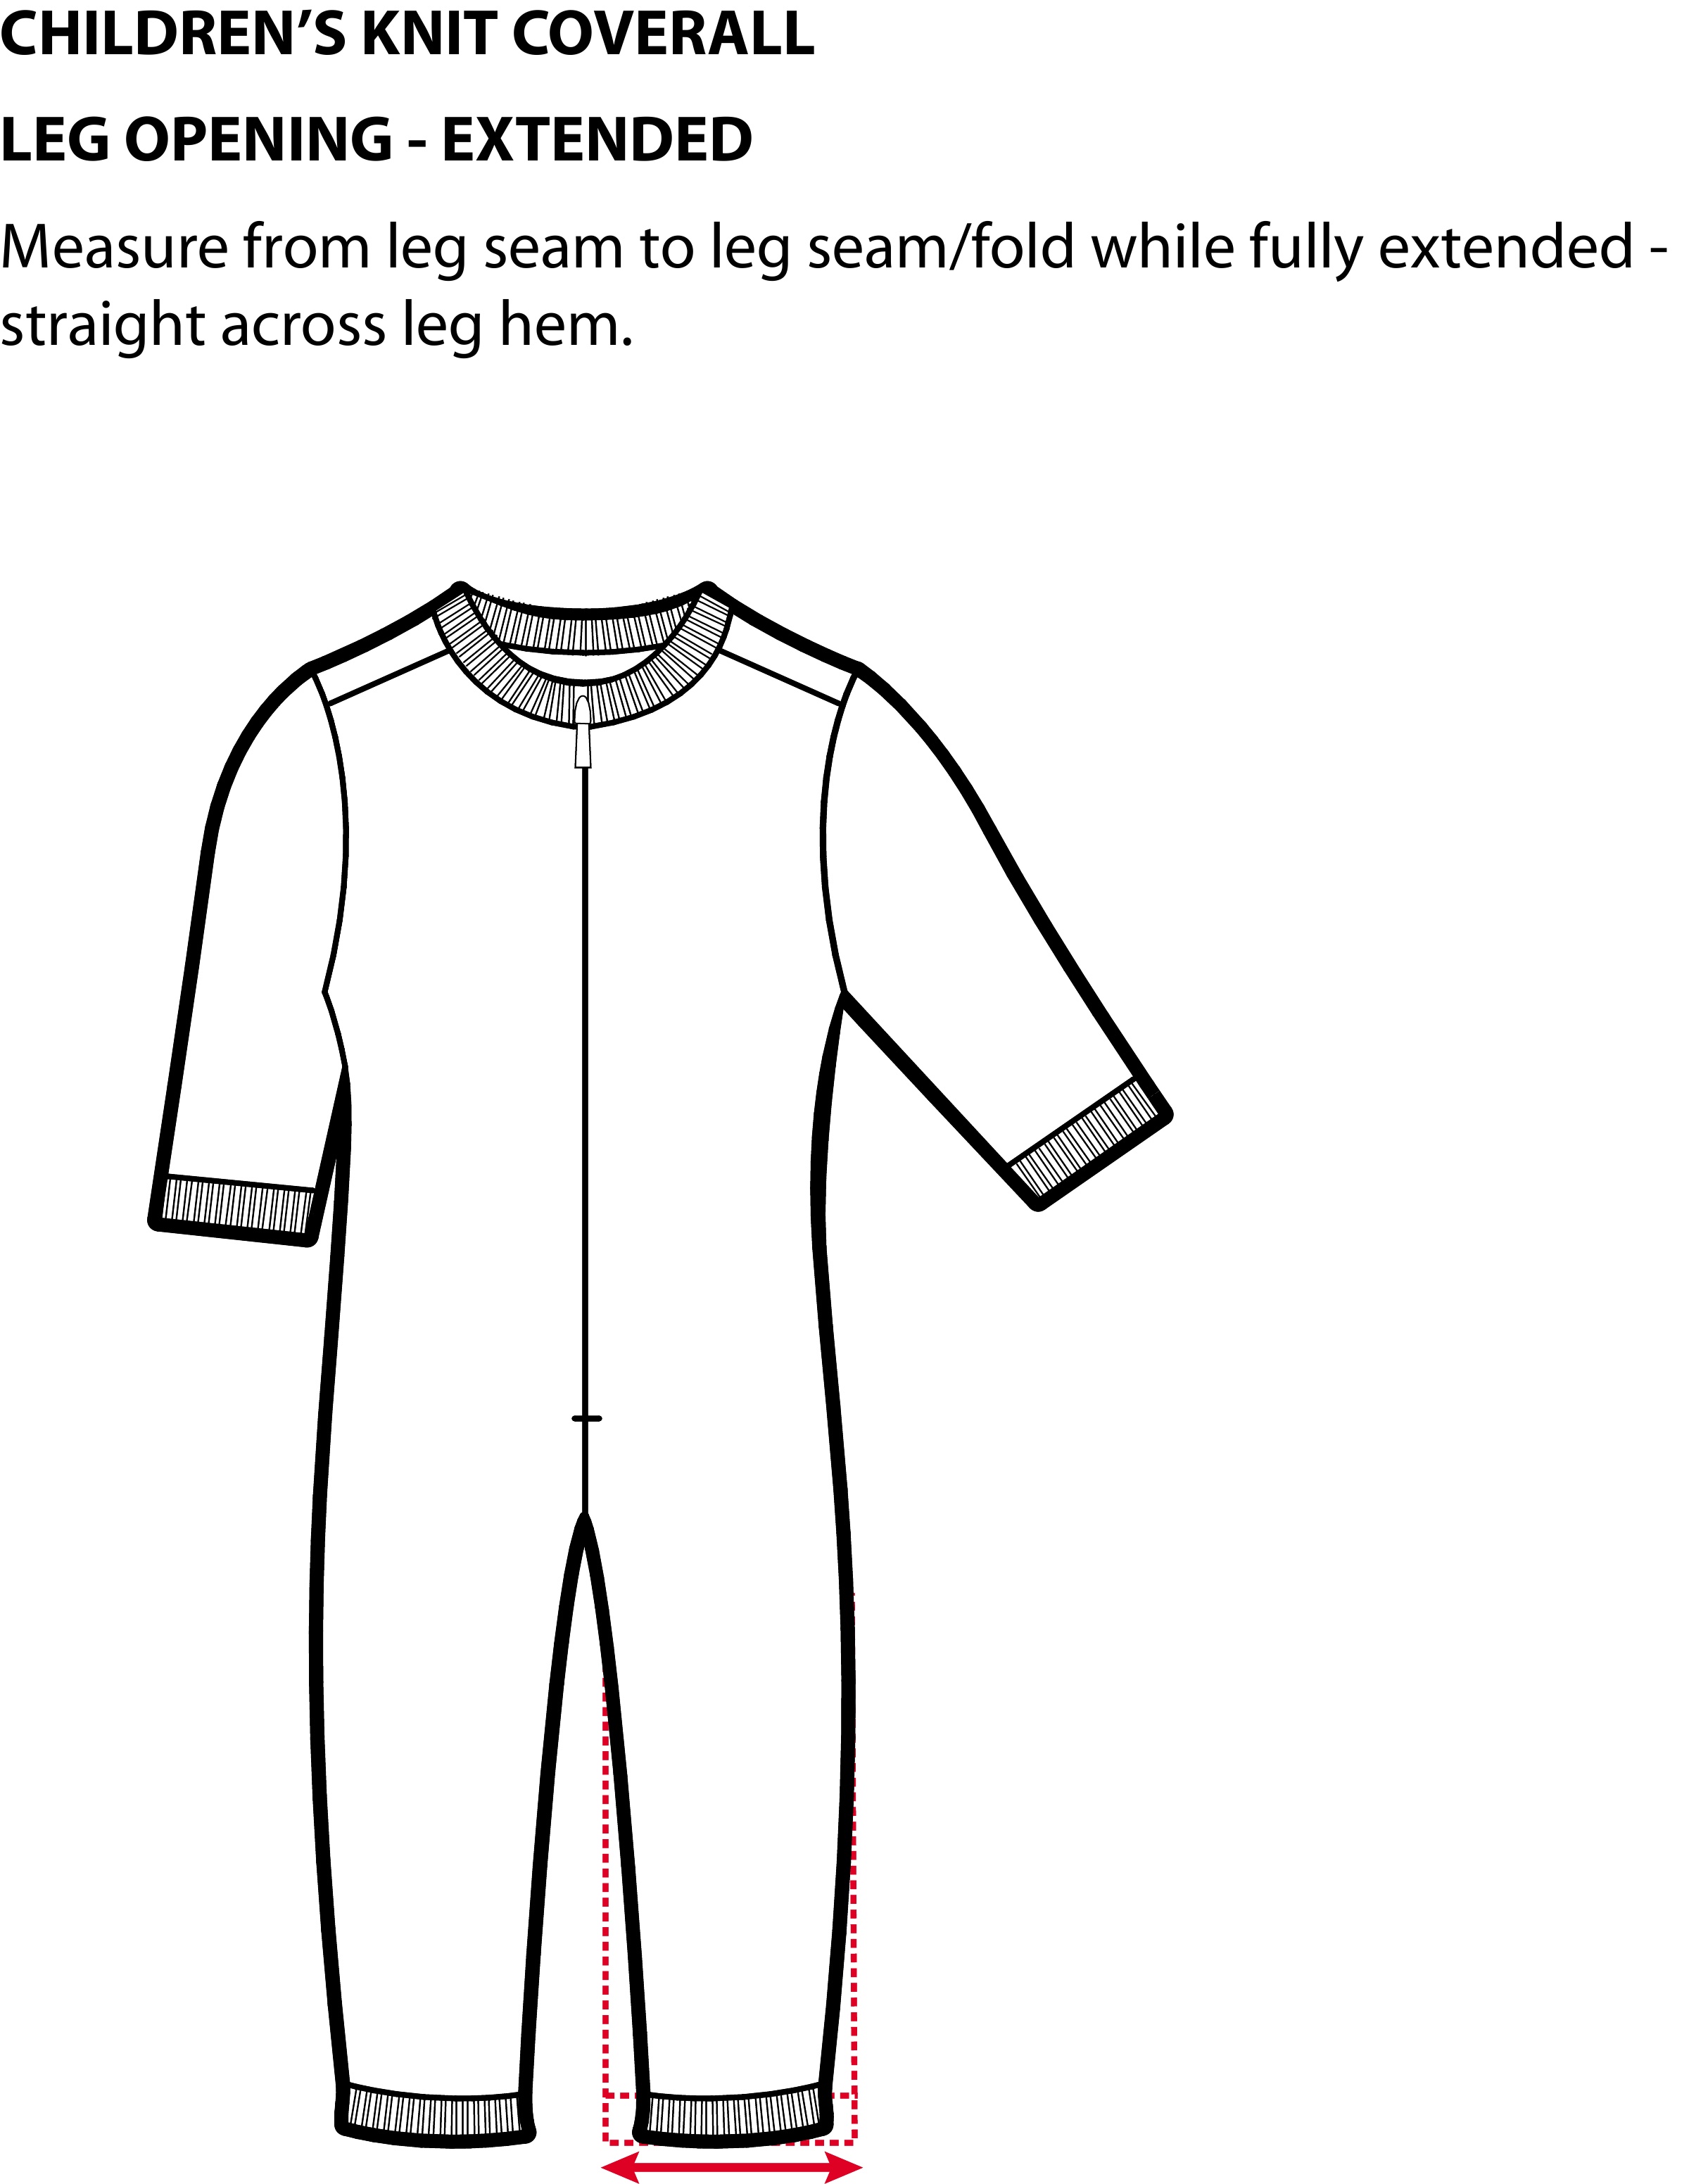 CHILDREN’S KNIT COVERALL
LEG OPENING - EXTENDED
Measure from leg seam to leg seam/fold while fully extended -
straight across leg hem.